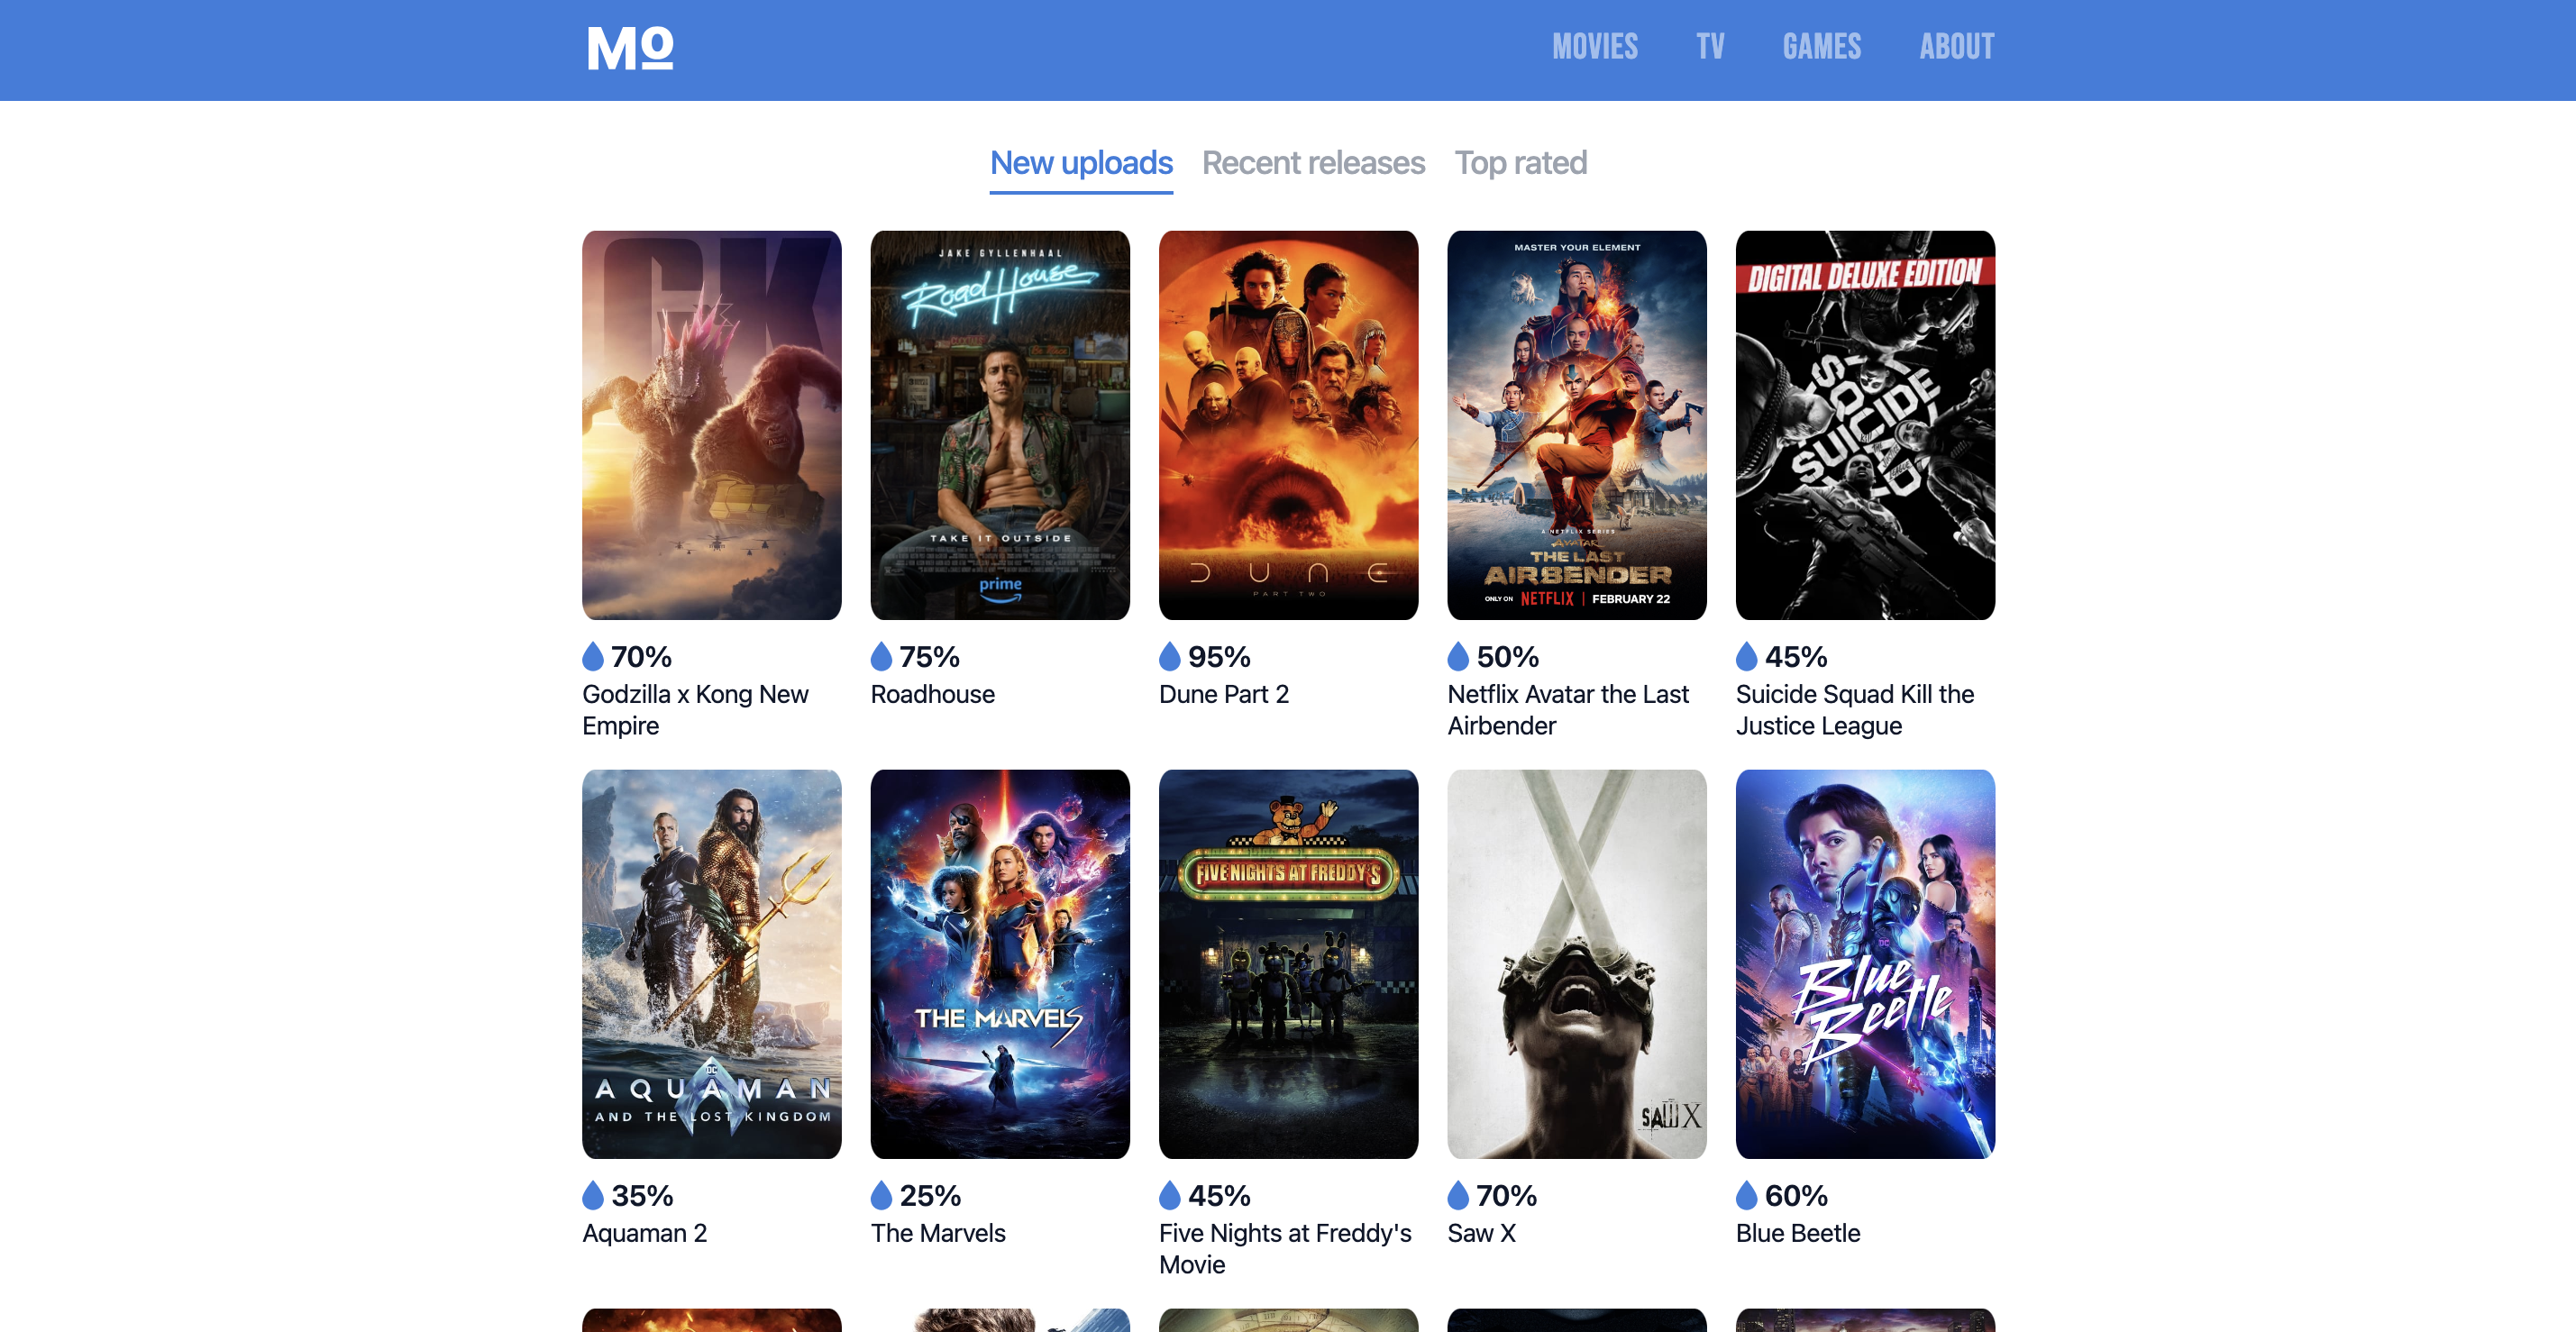 Mo
MOVIES TV GAMES ABOUT
New uploads Recent releases Top rated
GK
JAKE GYLLENHAAL
Road House
TAKE IT OUTSIDE
prime
DUNE
PART TWO
MASTER YOUR ELEMENT
A NETFLIX SERIES
AVATAR
THE LAST
AIRBENDER
ONLY ON NETFLIX | FEBRUARY 22
DIGITAL DELUXE EDITION
SUICIDE
70% 75% 95% 50% 45%
Godzilla x Kong New
Empire
Roadhouse
Dune Part 2
Netflix Avatar the Last
Airbender
Suicide Squad Kill the
Justice League
DC
AQUAMAN
AND THE LOST KINGDOM
THE MARVELS
FIVE NIGHTS AT FREDDY'S
SAW X
DC
Blue
Beetle
35% 25% 45% 70% 60%
Aquaman 2
The Marvels
Five Nights at Freddy's
Movie
Saw X
Blue Beetle